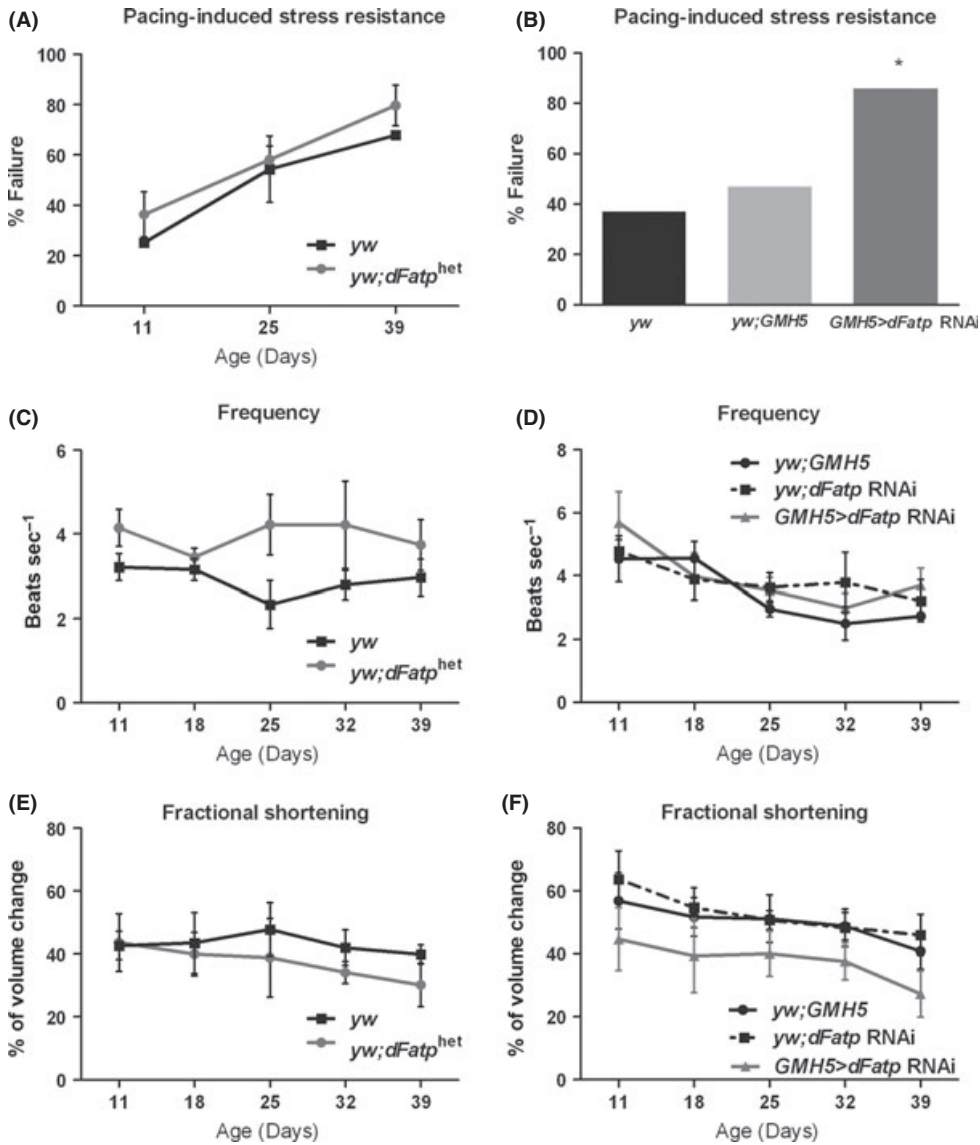 (A)
Pacing-induced stress resistance
100
80
60
40
20
0
% Failure
yw
yw;dFatp^het
11 25 39
Age (Days)
(B)
Pacing-induced stress resistance
100
80
60
40
20
0
% Failure
*
yw yw;GMH5 GMH5>dFatp RNAi
(C)
Frequency
6
4
2
0
Beats sec⁻¹
yw
yw;dFatp^het
11 18 25 32 39
Age (Days)
(D)
Frequency
8
6
4
2
0
Beats sec⁻¹
yw;GMH5
yw;dFatp RNAi
GMH5>dFatp RNAi
11 18 25 32 39
Age (Days)
(E)
Fractional shortening
80
60
40
20
0
% of volume change
yw
yw;dFatp^het
11 18 25 32 39
Age (Days)
(F)
Fractional shortening
80
60
40
20
0
% of volume change
yw;GMH5
yw;dFatp RNAi
GMH5>dFatp RNAi
11 18 25 32 39
Age (Days)